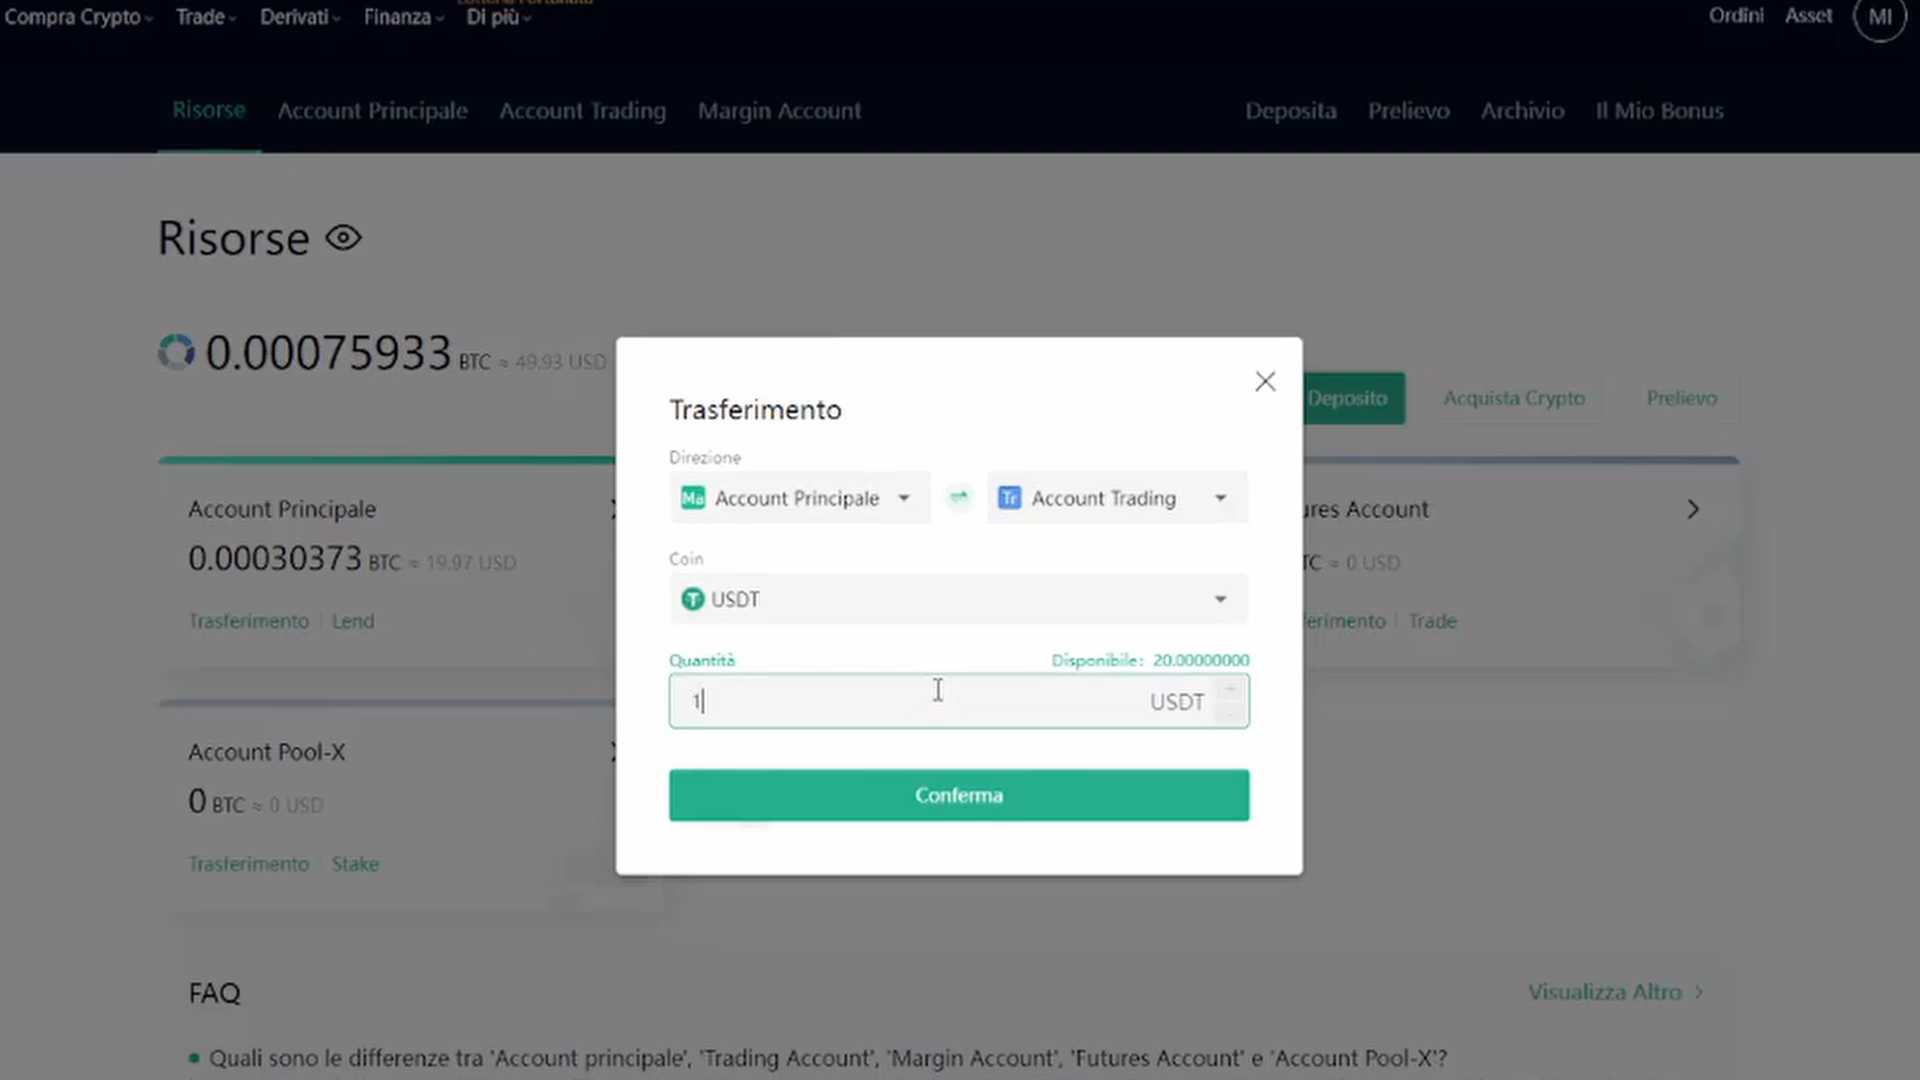 Compra Crypto Trade Derivati Finanza Di più Ordini Asset MI
Risorse Account Principale Account Trading Margin Account Deposita Prelievo Archivio Il Mio Bonus
Risorse
0.00075933 BTC ≈ 49.93 USD
Deposito Acquista Crypto Prelievo
Trasferimento
Direzione
Ma Account Principale Tr Account Trading
Coin
USDT
Quantità Disponibile: 20.00000000
1 USDT
Conferma
Account Principale
0.00030373 BTC ≈ 19.97 USD
Trasferimento Lend
ures Account
TC ≈ 0 USD
ferimento Trade
Account Pool-X
0 BTC ≈ 0 USD
Trasferimento Stake
FAQ Visualizza Altro
Quali sono le differenze tra 'Account principale', 'Trading Account', 'Margin Account', 'Futures Account' e 'Account Pool-X'?